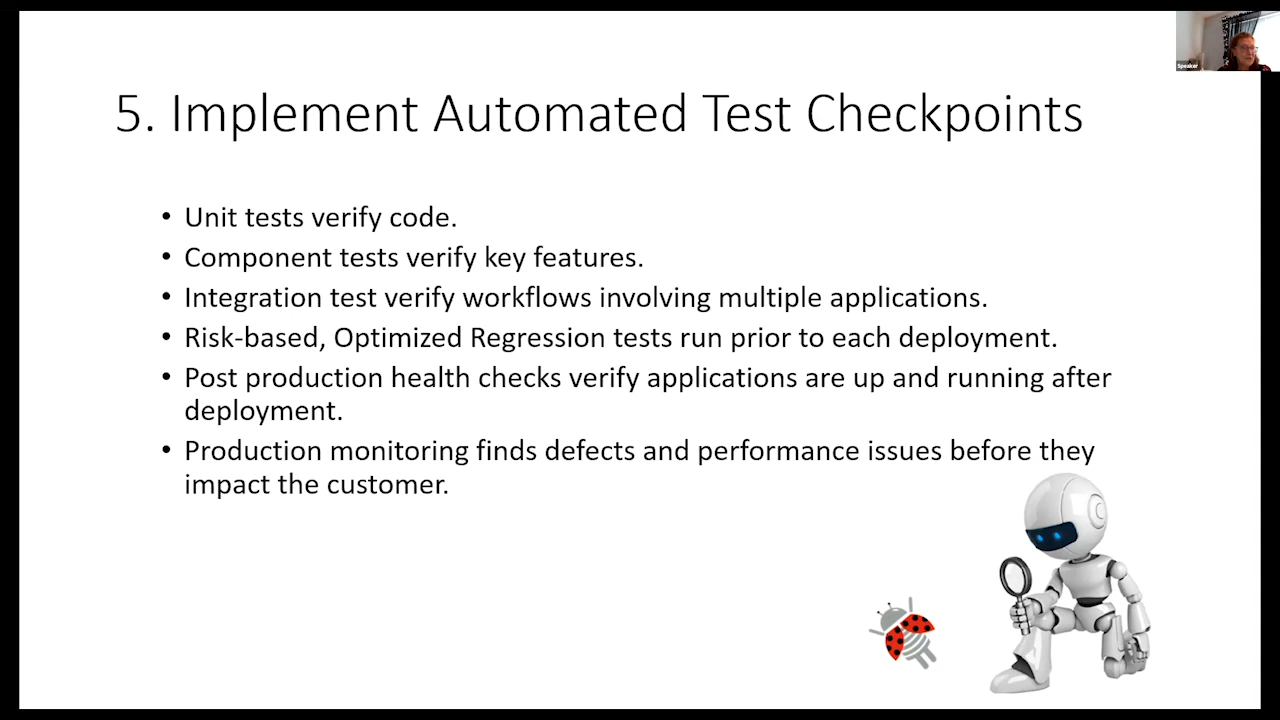 Speaker
5. Implement Automated Test Checkpoints
• Unit tests verify code.
• Component tests verify key features.
• Integration test verify workflows involving multiple applications.
• Risk-based, Optimized Regression tests run prior to each deployment.
• Post production health checks verify applications are up and running after
deployment.
• Production monitoring finds defects and performance issues before they
impact the customer.